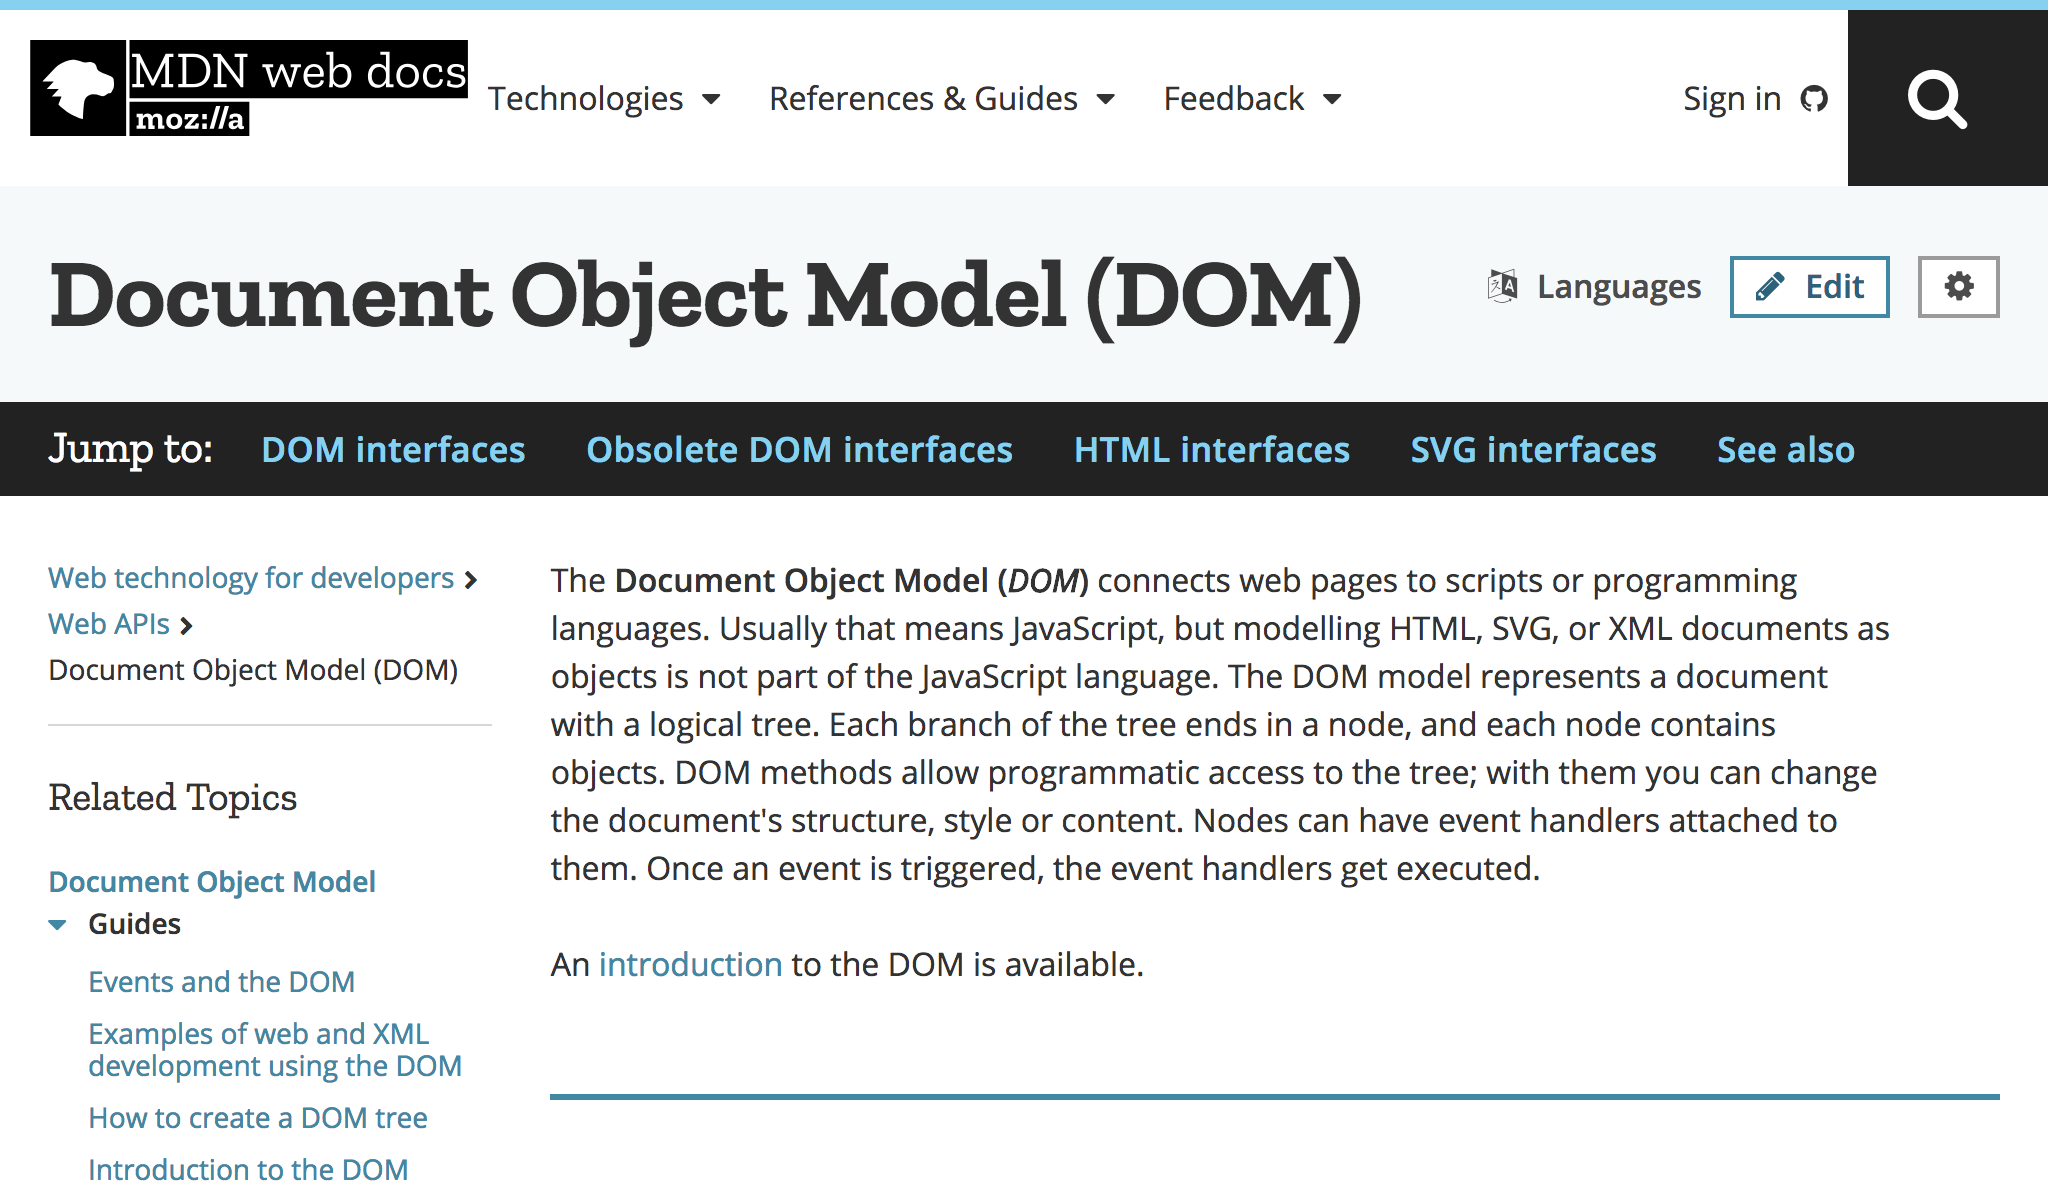 MDN web docs
moz://a
Technologies
References & Guides
Feedback
Sign in
Document Object Model (DOM)
Languages
Edit
Jump to:
DOM interfaces
Obsolete DOM interfaces
HTML interfaces
SVG interfaces
See also
Web technology for developers
Web APIs
Document Object Model (DOM)
Related Topics
Document Object Model
Guides
Events and the DOM
Examples of web and XML
development using the DOM
How to create a DOM tree
Introduction to the DOM
The Document Object Model (DOM) connects web pages to scripts or programming
languages. Usually that means JavaScript, but modelling HTML, SVG, or XML documents as
objects is not part of the JavaScript language. The DOM model represents a document
with a logical tree. Each branch of the tree ends in a node, and each node contains
objects. DOM methods allow programmatic access to the tree; with them you can change
the document's structure, style or content. Nodes can have event handlers attached to
them. Once an event is triggered, the event handlers get executed.
An introduction to the DOM is available.